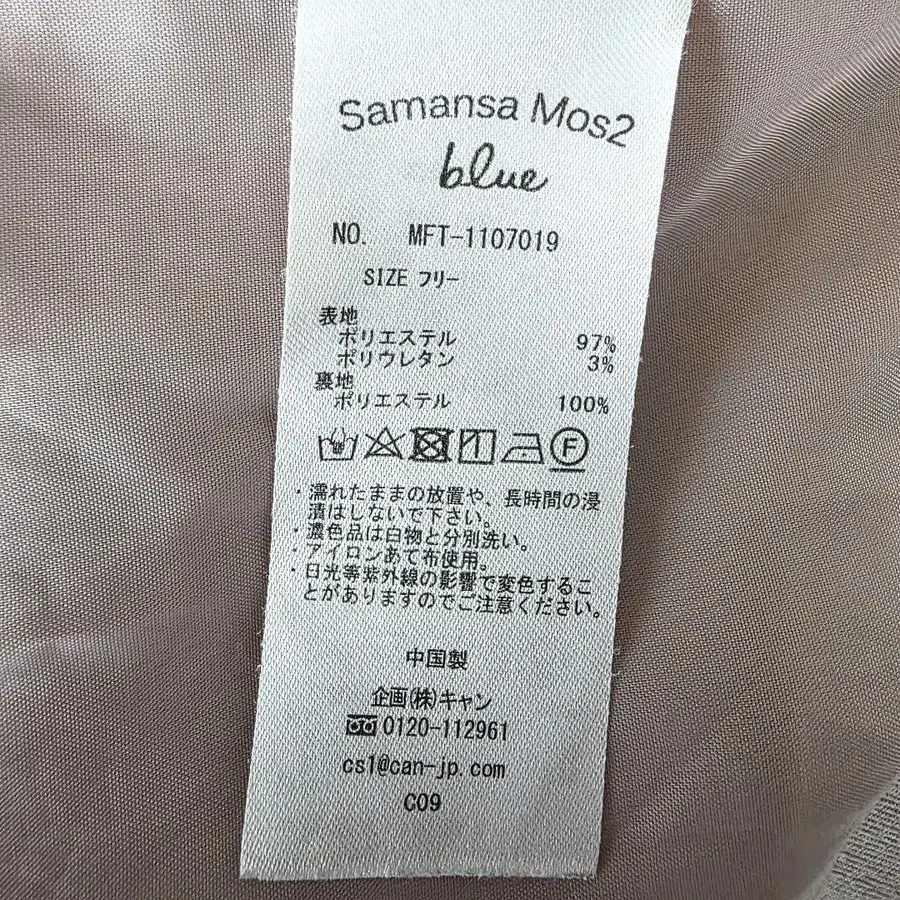 Samansa Mos2
blue
NO. MFT-1107019
SIZE フリー
表地
ポリエステル 97%
ポリウレタン 3%
裏地
ポリエステル 100%
F
・濡れたままの放置や、長時間の浸
漬はしないで下さい。
・濃色品は白物と分別洗い。
・アイロンあて布使用。
・日光等紫外線の影響で変色するこ
とがありますのでご注意ください。
中国製
企画(株)キャン
0120-112961
cs1@can-jp.com
C09